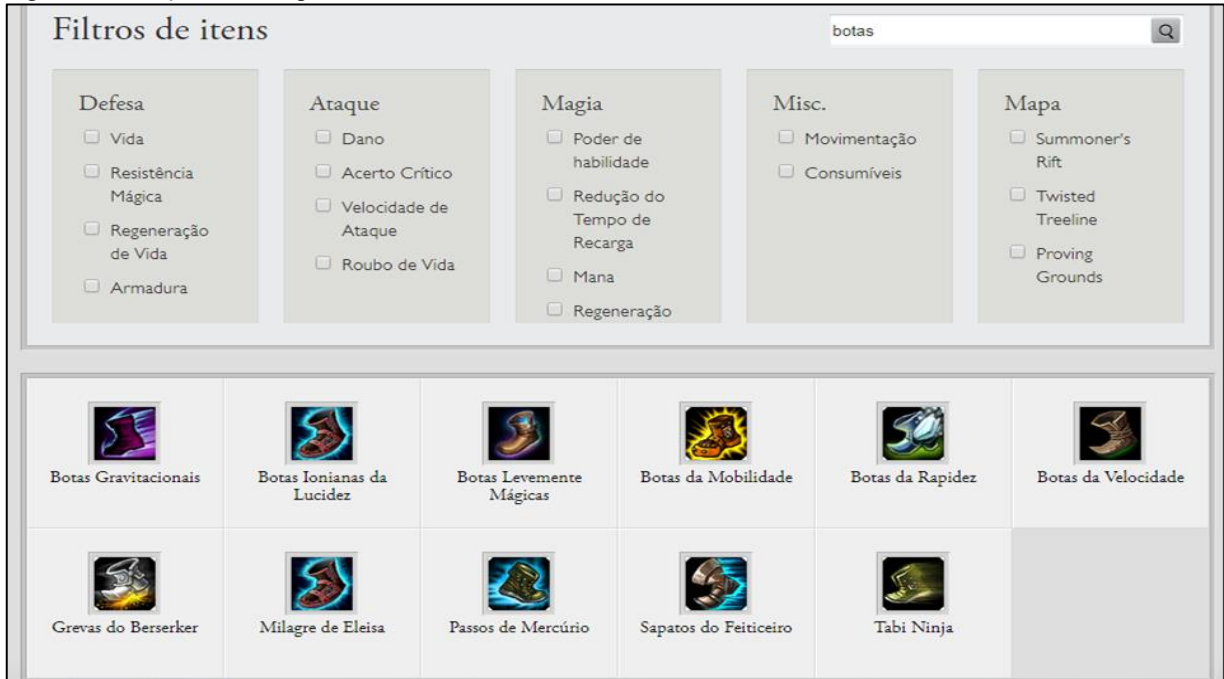 Filtros de itens
botas
Defesa
Vida
Resistência
Mágica
Regeneração
de Vida
Armadura
Ataque
Dano
Acerto Crítico
Velocidade de
Ataque
Roubo de Vida
Magia
Poder de
habilidade
Redução do
Tempo de
Recarga
Mana
Regeneração
Misc.
Movimentação
Consumíveis
Mapa
Summoner's
Rift
Twisted
Treeline
Proving
Grounds
Botas Gravitacionais
Botas Ionianas da
Lucidez
Botas Levemente
Mágicas
Botas da Mobilidade
Botas da Rapidez
Botas da Velocidade
Grevas do Berserker
Milagre de Eleisa
Passos de Mercúrio
Sapatos do Feiticeiro
Tabi Ninja